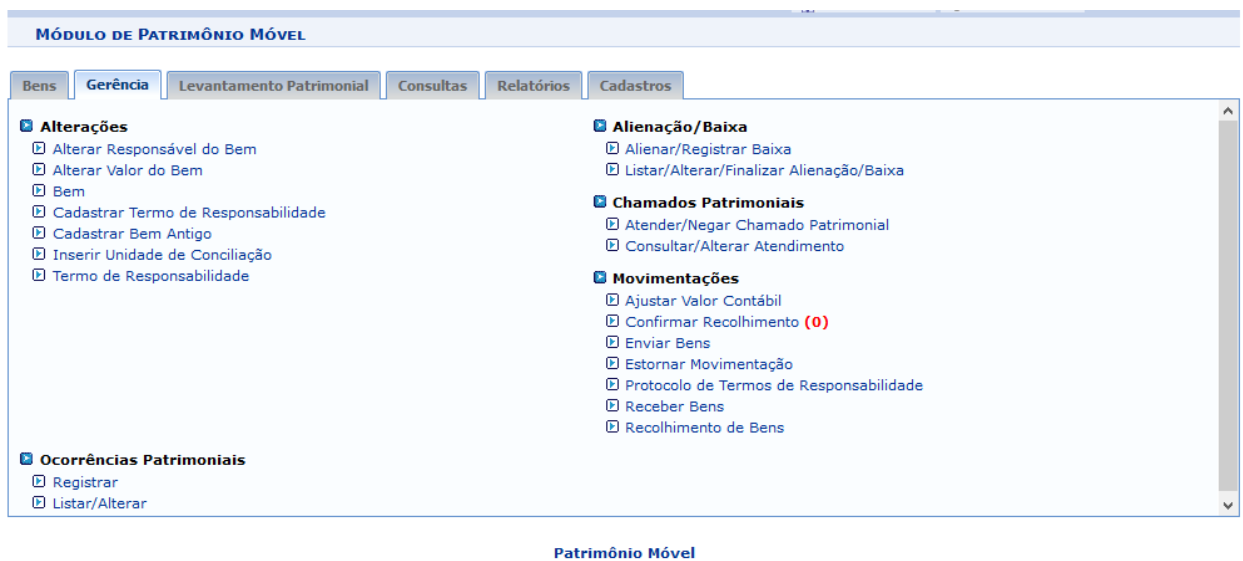 MÓDULO DE PATRIMÔNIO MÓVEL
Bens
Gerência
Levantamento Patrimonial
Consultas
Relatórios
Cadastros
Alterações
Alterar Responsável do Bem
Alterar Valor do Bem
Bem
Cadastrar Termo de Responsabilidade
Cadastrar Bem Antigo
Inserir Unidade de Conciliação
Termo de Responsabilidade
Alienação/Baixa
Alienar/Registrar Baixa
Listar/Alterar/Finalizar Alienação/Baixa
Chamados Patrimoniais
Atender/Negar Chamado Patrimonial
Consultar/Alterar Atendimento
Movimentações
Ajustar Valor Contábil
Confirmar Recolhimento (0)
Enviar Bens
Estornar Movimentação
Protocolo de Termos de Responsabilidade
Receber Bens
Recolhimento de Bens
Ocorrências Patrimoniais
Registrar
Listar/Alterar
Patrimônio Móvel